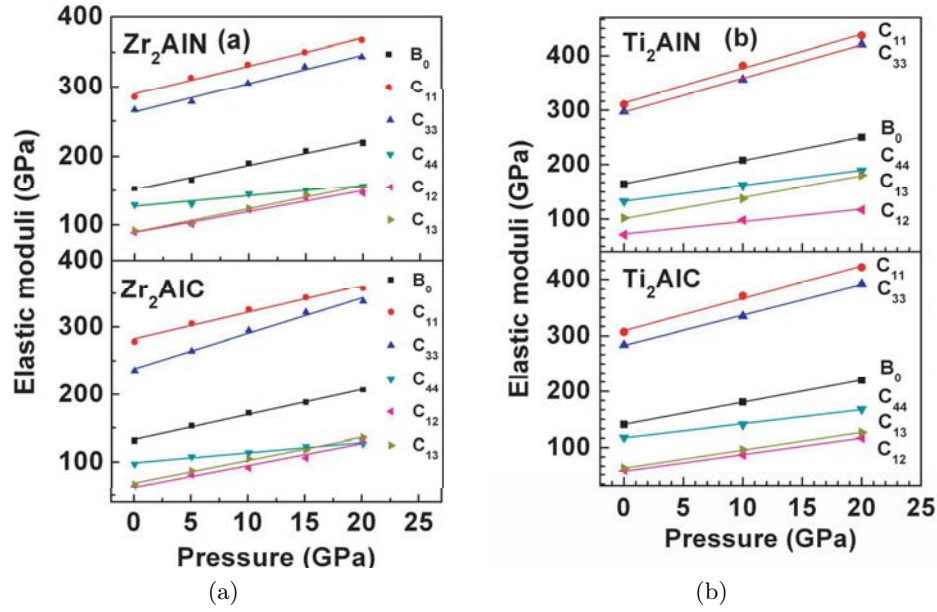 Zr₂AlN (a)
400
300
200
100
B₀
C₁₁
C₃₃
C₄₄
C₁₂
C₁₃
Elastic moduli (GPa)
Zr₂AlC
400
300
200
100
B₀
C₁₁
C₃₃
C₄₄
C₁₂
C₁₃
0 5 10 15 20
Pressure (GPa)
(a)
Ti₂AlN (b)
400
300
200
100
C₁₁
C₃₃
B₀
C₄₄
C₁₃
C₁₂
Elastic moduli (GPa)
Ti₂AlC
400
300
200
100
C₁₁
C₃₃
B₀
C₄₄
C₁₃
C₁₂
0 5 10 15 20
Pressure (GPa)
(b)